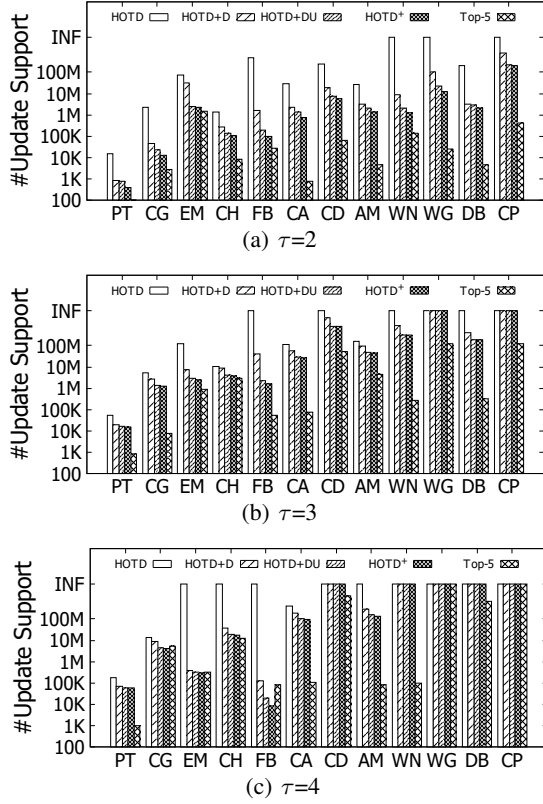 HOTD HOTD+D HOTD+DU HOTD⁺ Top-5
#Update Support
INF
100M
10M
1M
100K
10K
1K
100
PT CG EM CH FB CA CD AM WN WG DB CP
(a) τ=2
HOTD HOTD+D HOTD+DU HOTD⁺ Top-5
#Update Support
INF
100M
10M
1M
100K
10K
1K
100
PT CG EM CH FB CA CD AM WN WG DB CP
(b) τ=3
HOTD HOTD+D HOTD+DU HOTD⁺ Top-5
#Update Support
INF
100M
10M
1M
100K
10K
1K
100
PT CG EM CH FB CA CD AM WN WG DB CP
(c) τ=4